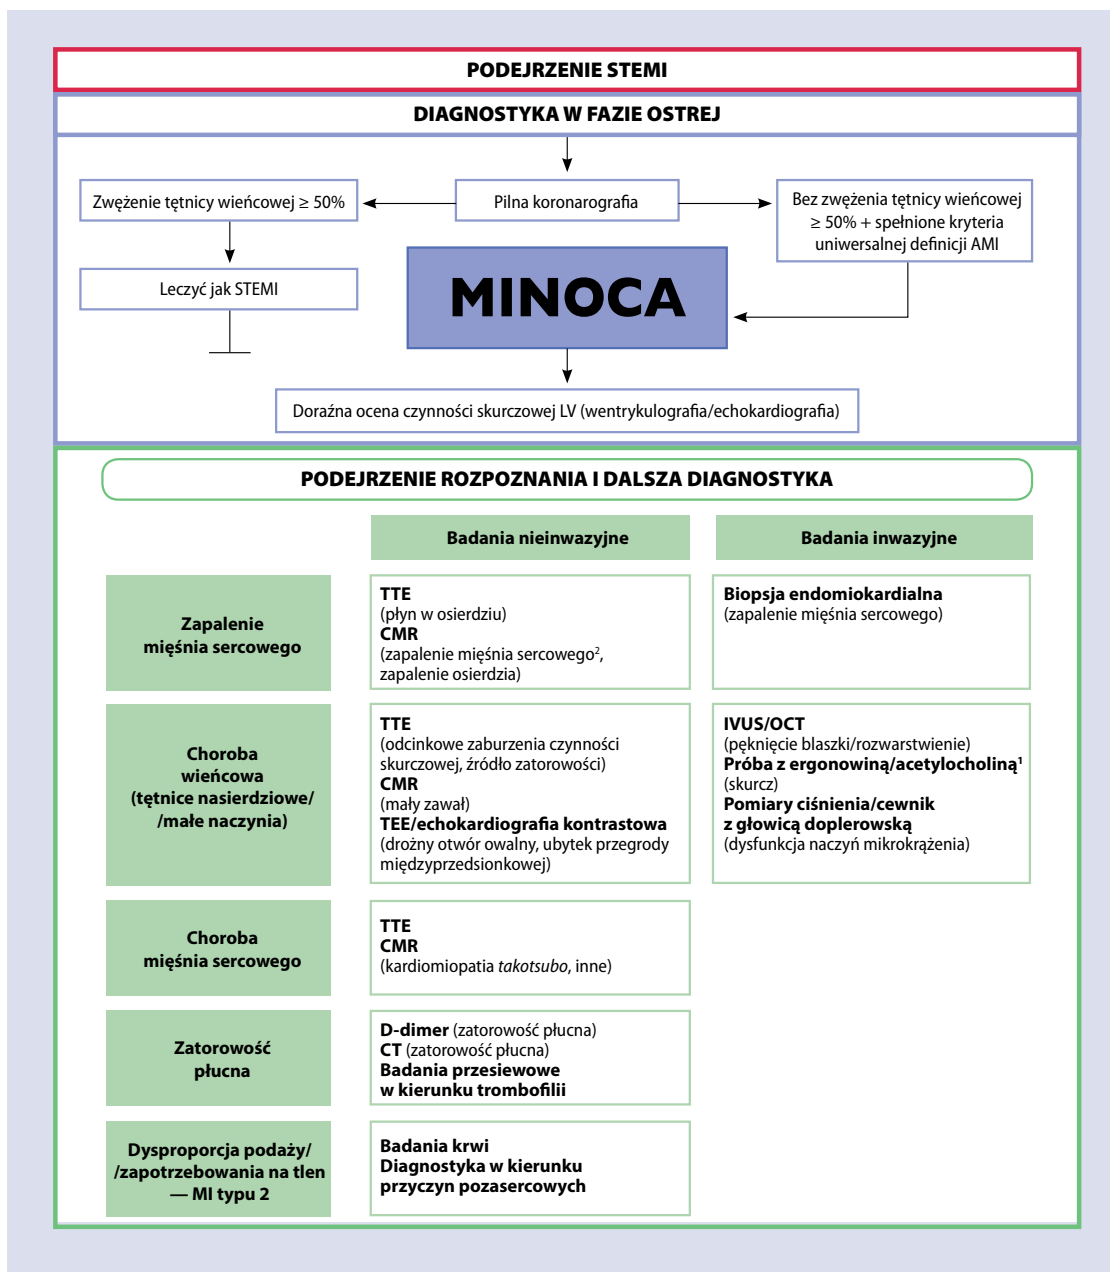 PODEJRZENIE STEMI
DIAGNOSTYKA W FAZIE OSTREJ
Zwężenie tętnicy wieńcowej ≥ 50%
Pilna koronarografia
Bez zwężenia tętnicy wieńcowej
≥ 50% + spełnione kryteria
uniwersalnej definicji AMI
Leczyć jak STEMI
MINOCA
Doraźna ocena czynności skurczowej LV (wentrykulografia/echokardiografia)
PODEJRZENIE ROZPOZNANIA I DALSZA DIAGNOSTYKA
Badania nieinwazyjne
Badania inwazyjne
Zapalenie
mięśnia sercowego
TTE
(płyn w osierdziu)
CMR
(zapalenie mięśnia sercowego²,
zapalenie osierdzia)
Biopsja endomiokardialna
(zapalenie mięśnia sercowego)
Choroba
wieńcowa
(tętnice nasierdziowe/
/małe naczynia)
TTE
(odcinkowe zaburzenia czynności
skurczowej, źródło zatorowości)
CMR
(mały zawał)
TEE/echokardiografia kontrastowa
(drożny otwór owalny, ubytek przegrody
międzyprzedsionkowej)
IVUS/OCT
(pęknięcie blaszki/rozwarstwienie)
Próba z ergonowiną/acetylocholiną¹
(skurcz)
Pomiary ciśnienia/cewnik
z głowicą doplerowską
(dysfunkcja naczyń mikrokrążenia)
Choroba
mięśnia sercowego
TTE
CMR
(kardiomiopatia takotsubo, inne)
Zatorowość
płucna
D-dimer (zatorowość płucna)
CT (zatorowość płucna)
Badania przesiewowe
w kierunku trombofilii
Dysproporcja podaży/
/zapotrzebowania na tlen
— MI typu 2
Badania krwi
Diagnostyka w kierunku
przyczyn pozasercowych